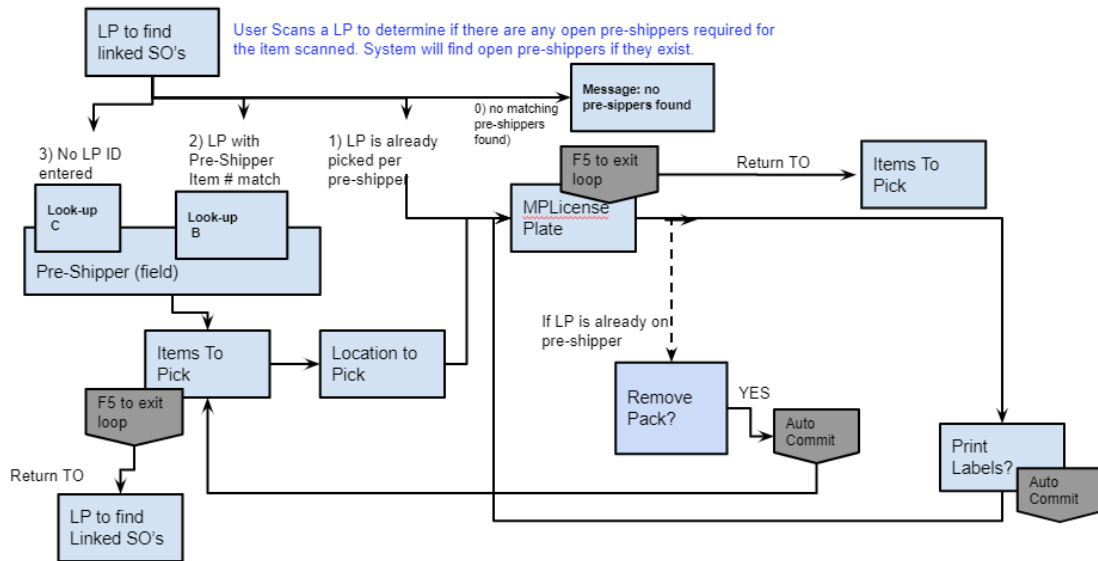 LP to find
linked SO's
User Scans a LP to determine if there are any open pre-shippers required for
the item scanned. System will find open pre-shippers if they exist.
Message: no
pre-sippers found
0) no matching
pre-shippers
found)
3) No LP ID
entered
2) LP with
Pre-Shipper
Item # match
1) LP is already
picked per
pre-shipper
F5 to exit
loop
Return TO
Items To
Pick
Look-up
C
Look-up
B
MPLicense
Plate
Pre-Shipper (field)
If LP is already on
pre-shipper
Items To
Pick
Location to
Pick
F5 to exit
loop
Remove
Pack?
YES
Auto
Commit
Print
Labels?
Auto
Commit
Return TO
LP to find
Linked SO's